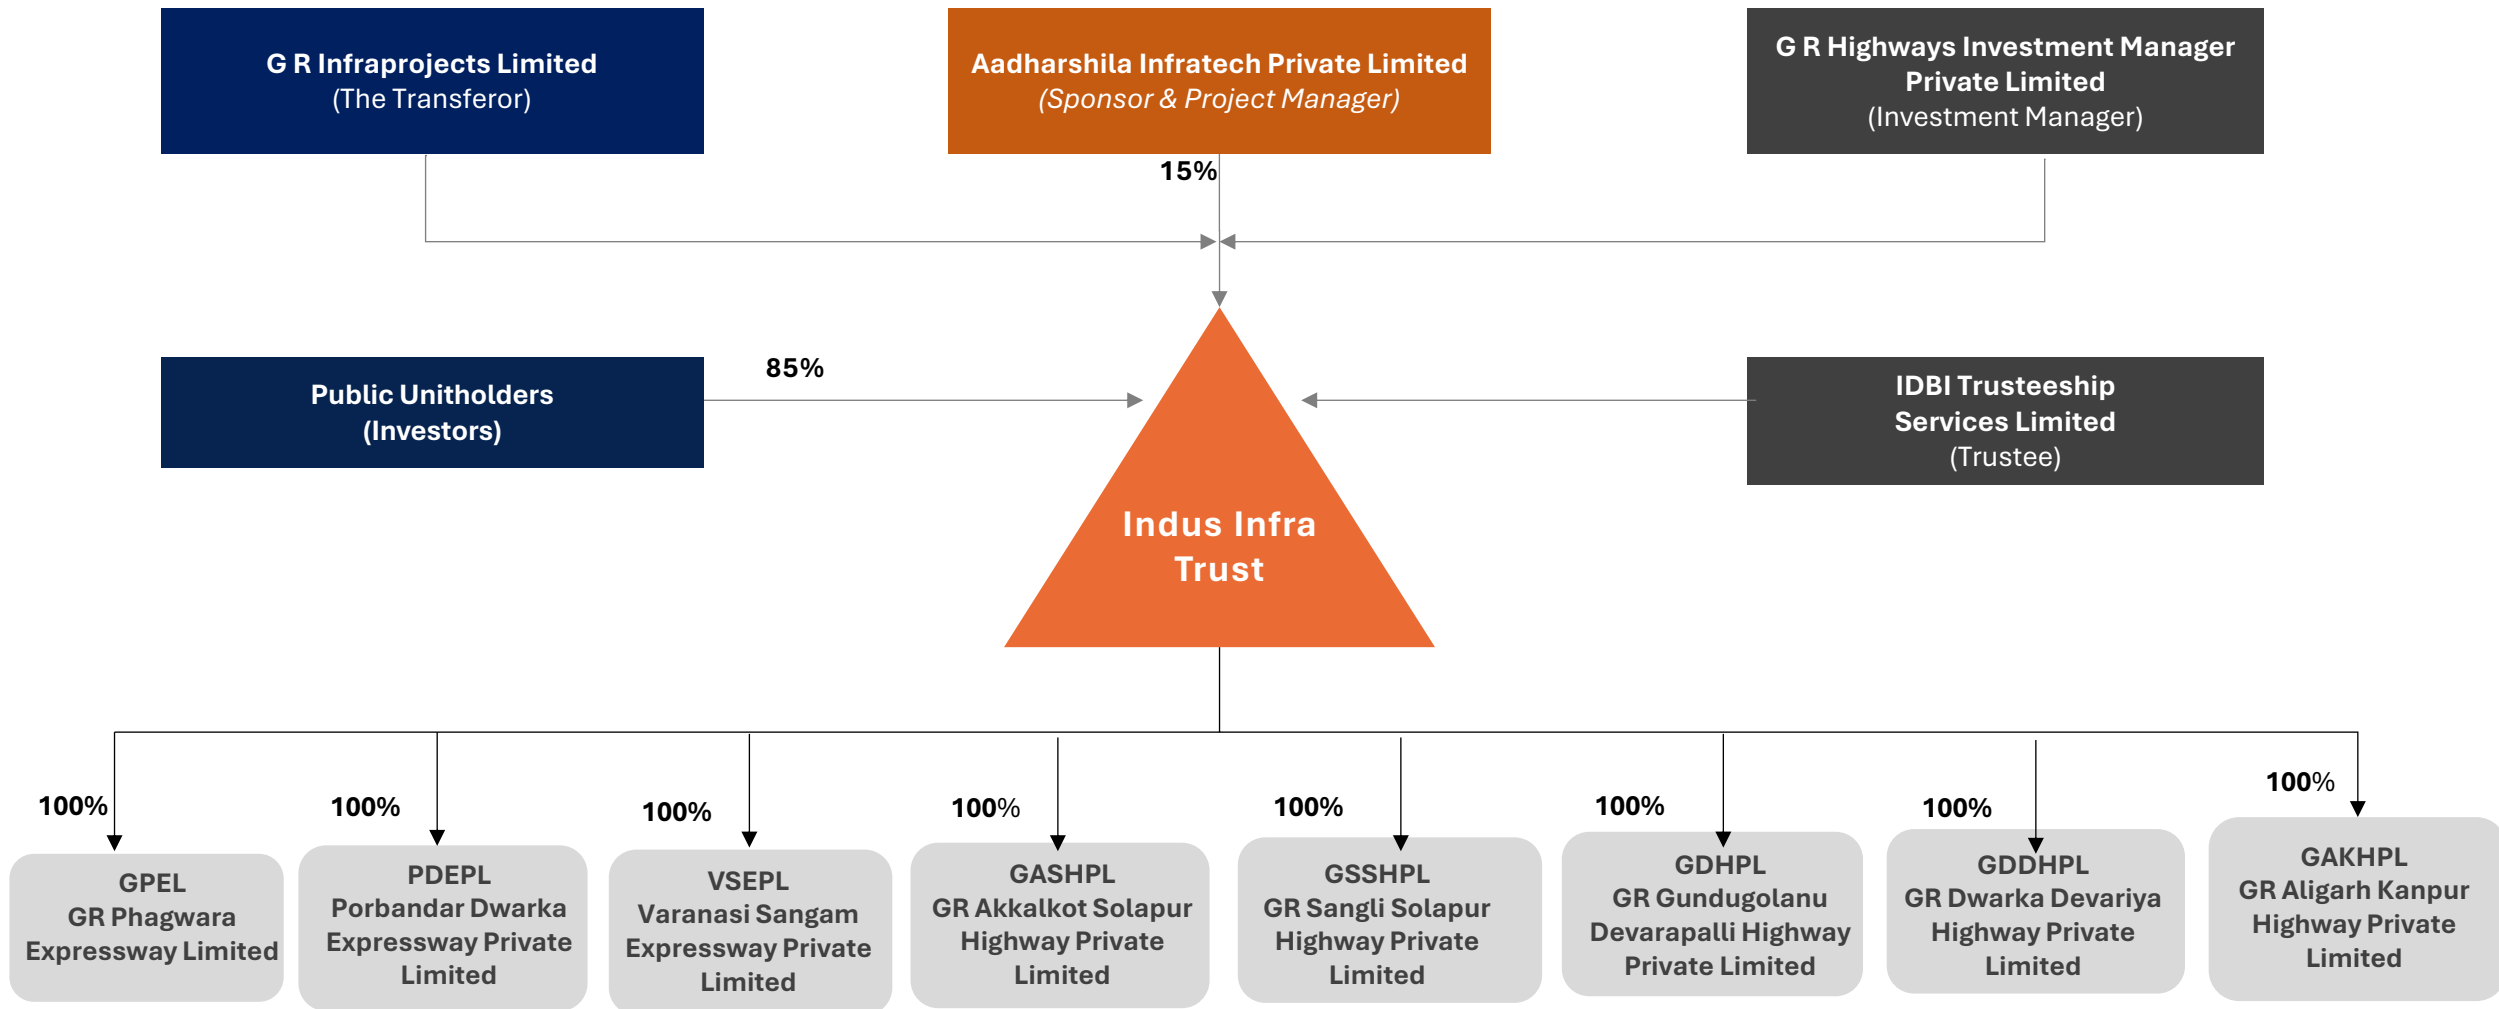 G R Infraprojects Limited
(The Transferor)
Aadharshila Infratech Private Limited
(Sponsor & Project Manager)
G R Highways Investment Manager
Private Limited
(Investment Manager)
15%
Public Unitholders
(Investors)
85%
IDBI Trusteeship
Services Limited
(Trustee)
Indus Infra
Trust
100%
GPEL
GR Phagwara
Expressway Limited
100%
PDEPL
Porbandar Dwarka
Expressway Private
Limited
100%
VSEPL
Varanasi Sangam
Expressway Private
Limited
100%
GASHPL
GR Akkalkot Solapur
Highway Private
Limited
100%
GSSHPL
GR Sangli Solapur
Highway Private
Limited
100%
GDHPL
GR Gundugolanu
Devarapalli Highway
Private Limited
100%
GDDHPL
GR Dwarka Devariya
Highway Private
Limited
100%
GAKHPL
GR Aligarh Kanpur
Highway Private
Limited